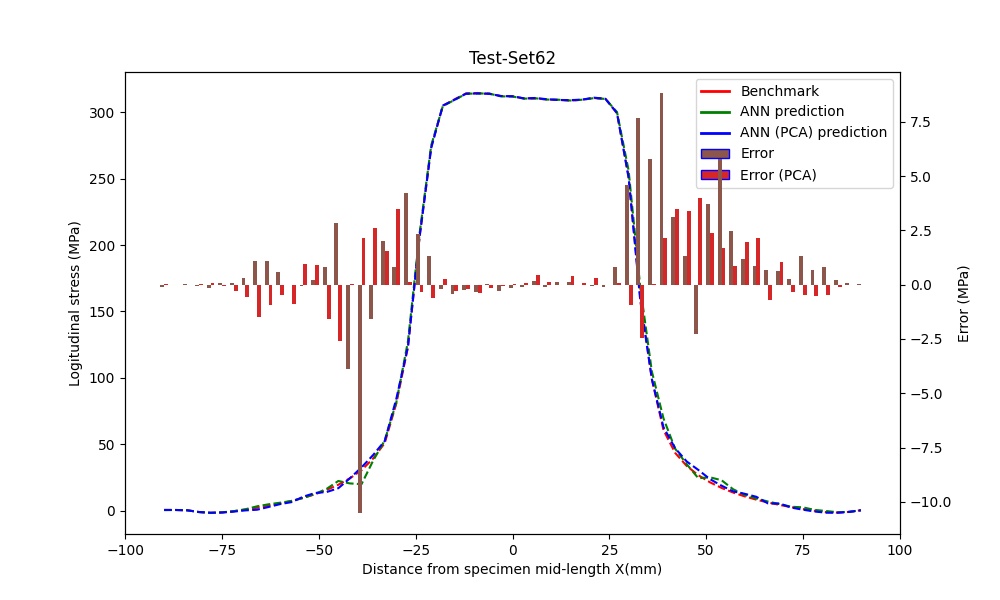 Test-Set62
Benchmark
ANN prediction
ANN (PCA) prediction
Error
Error (PCA)
300
250
200
150
100
50
0
Logitudinal stress (MPa)
7.5
5.0
2.5
0.0
−2.5
−5.0
−7.5
−10.0
Error (MPa)
−100
−75
−50
−25
0
25
50
75
100
Distance from specimen mid-length X(mm)